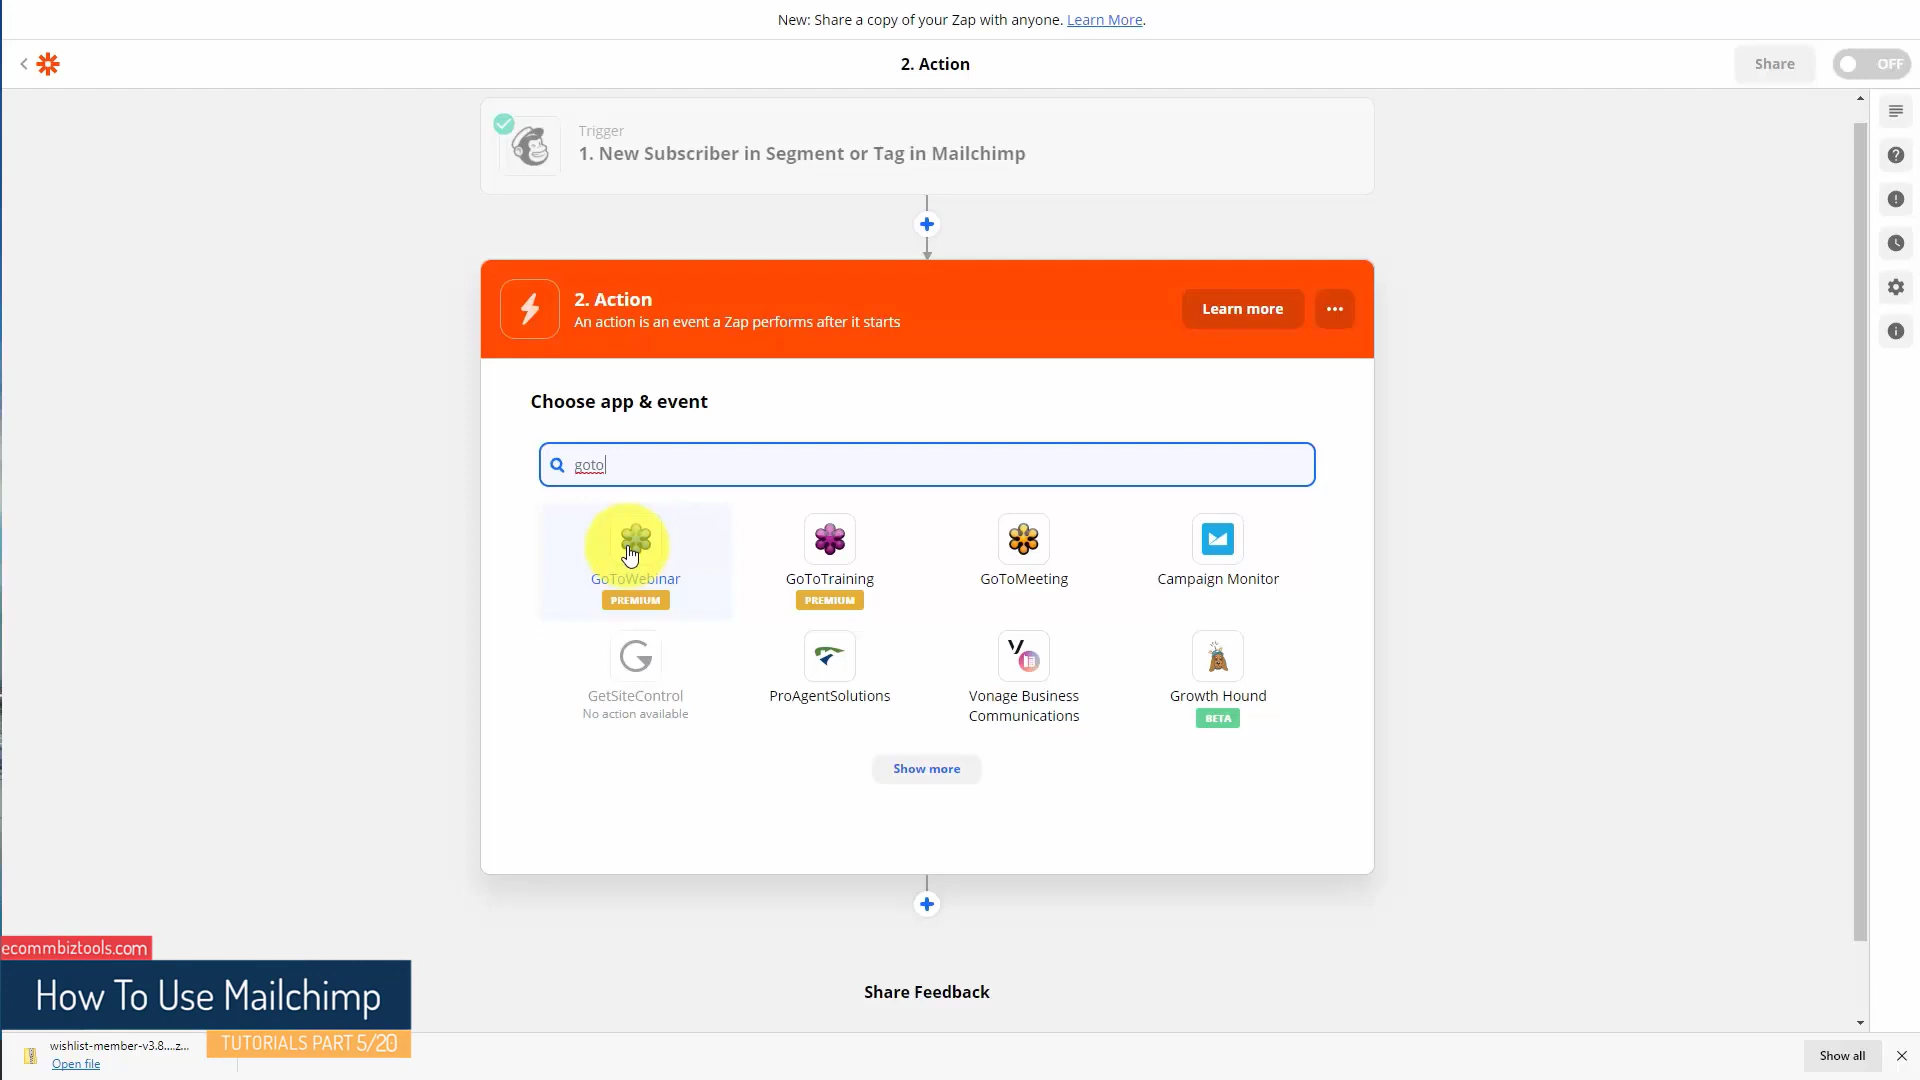 New: Share a copy of your Zap with anyone. Learn More.
2. Action
Share
OFF
Trigger
1. New Subscriber in Segment or Tag in Mailchimp
2. Action
An action is an event a Zap performs after it starts
Learn more
Choose app & event
goto
GoToWebinar
PREMIUM
GoToTraining
PREMIUM
GoToMeeting
Campaign Monitor
GetSiteControl
No action available
ProAgentSolutions
Vonage Business
Communications
Growth Hound
BETA
Show more
Share Feedback
ecommbiztools.com
How To Use Mailchimp
TUTORIALS PART 5/20
wishlist-member-v3.8....z...
Open file
Show all